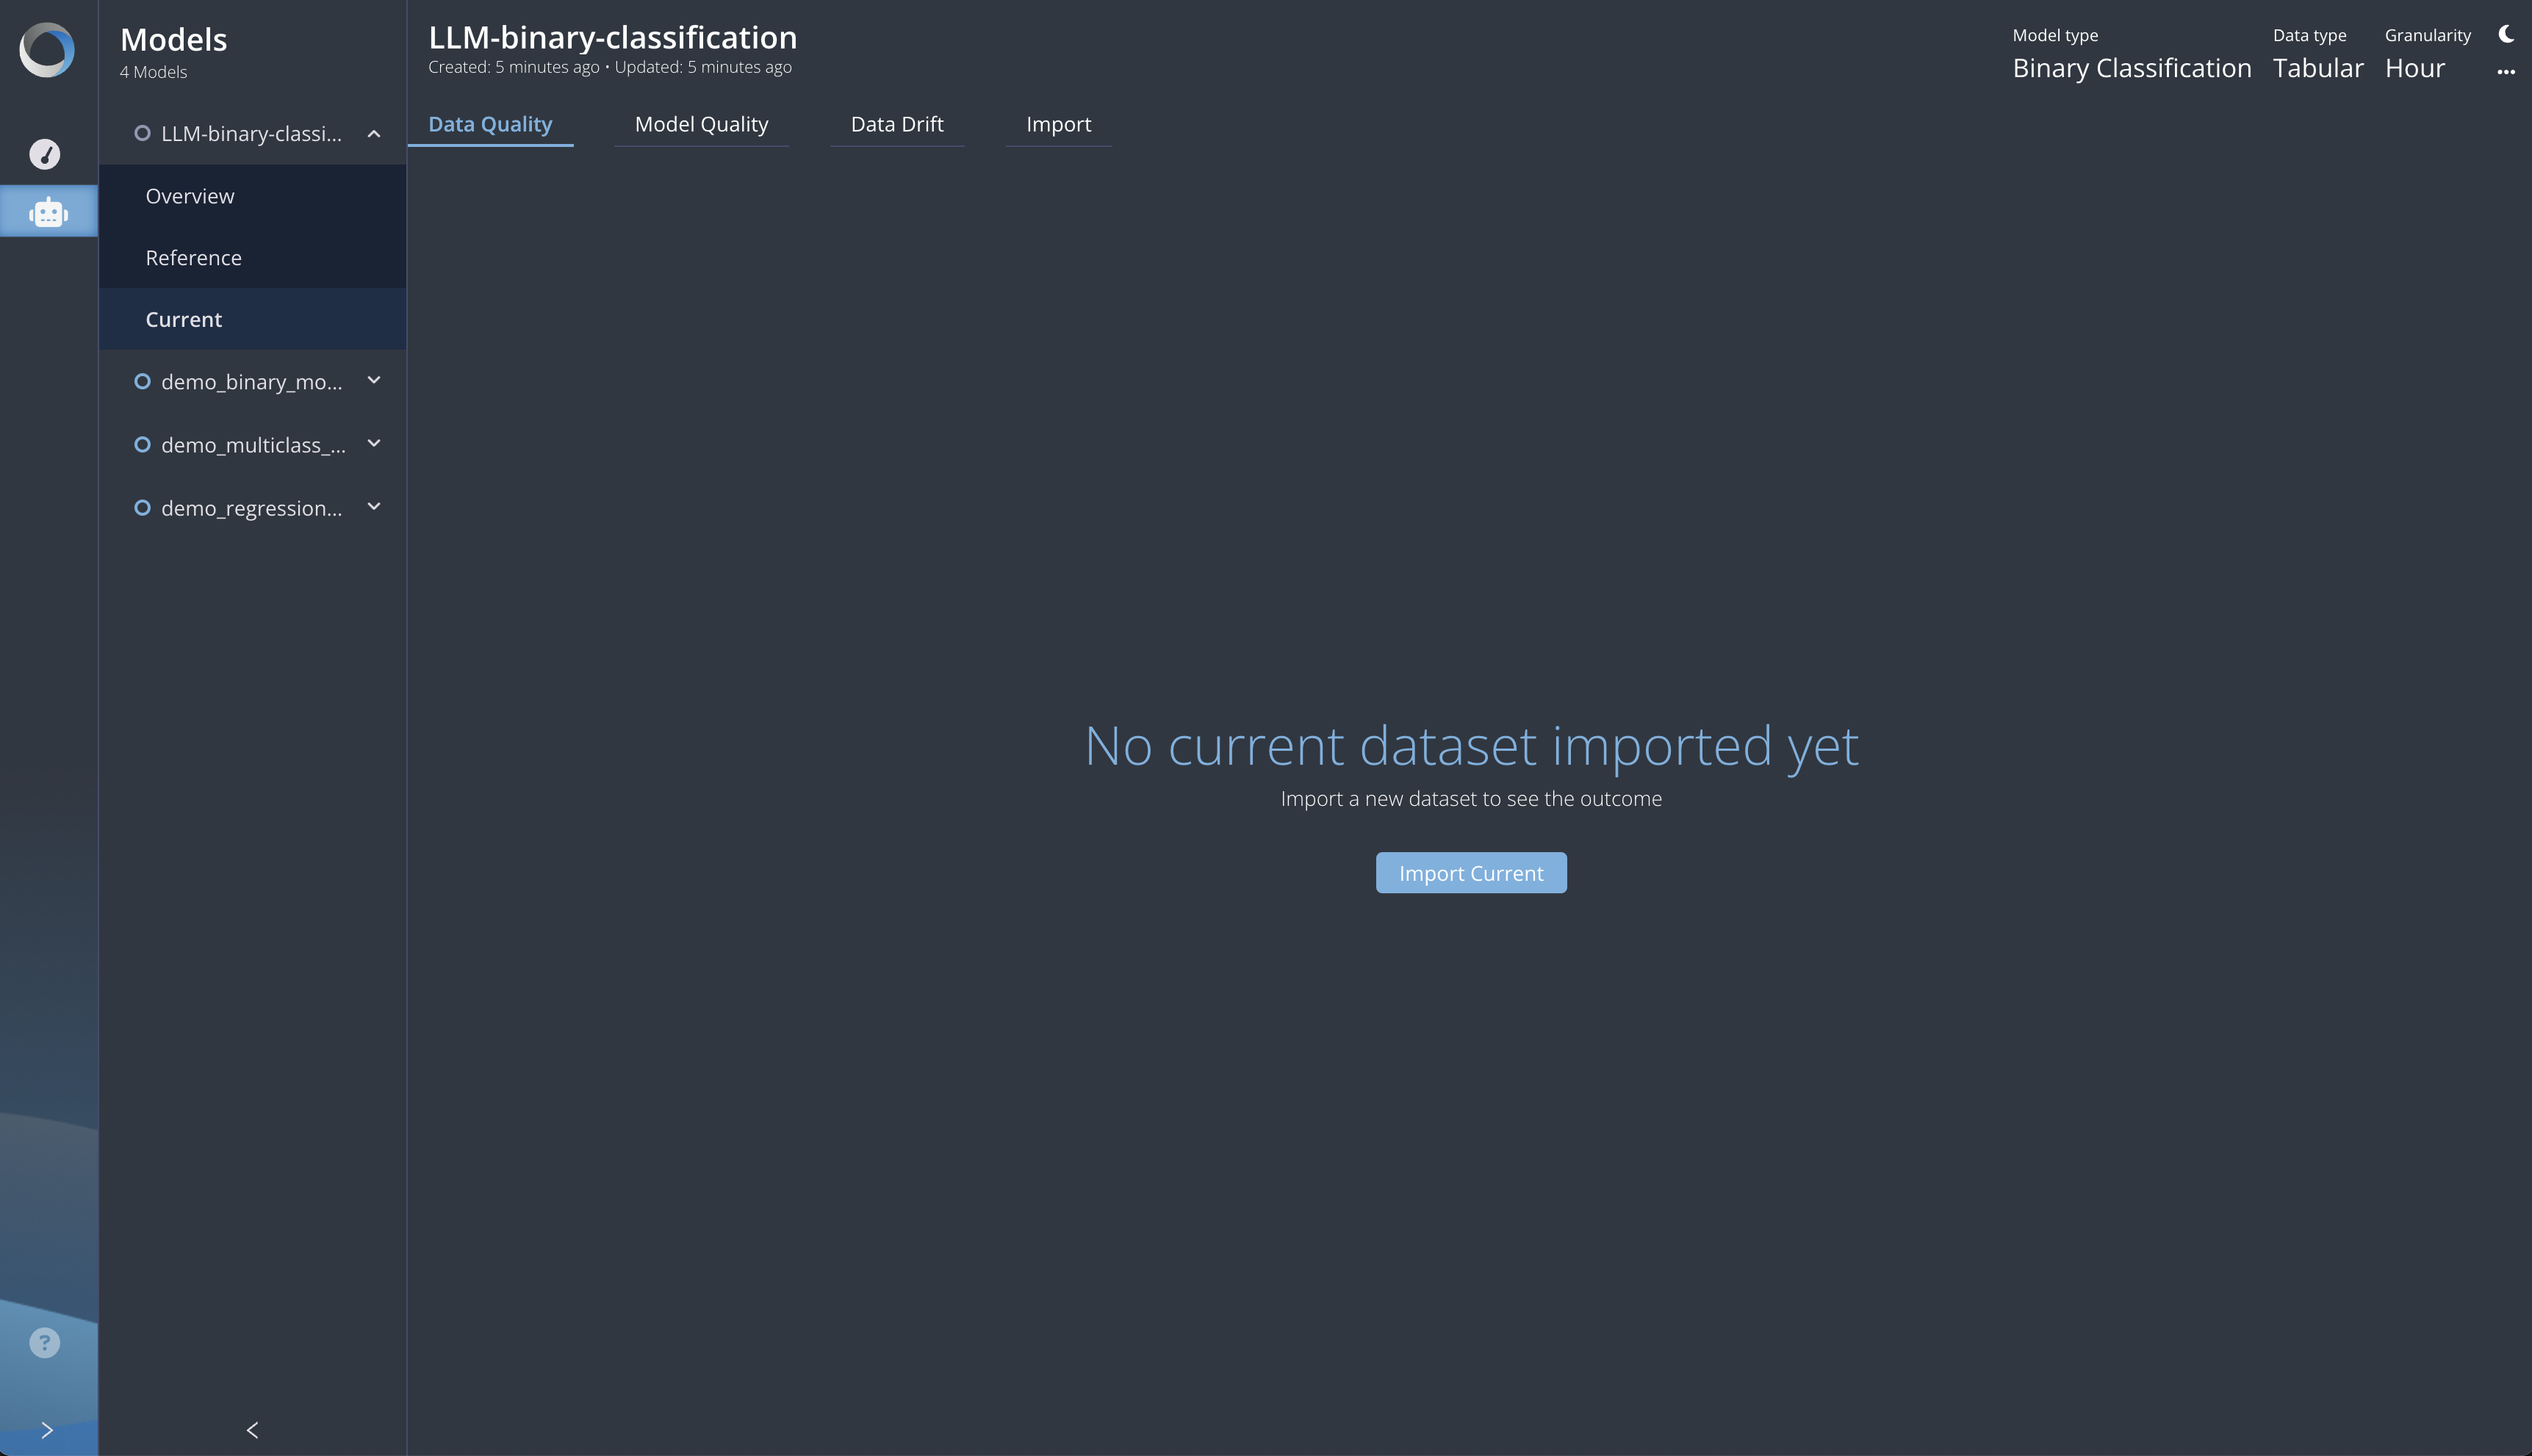 Models
4 Models
LLM-binary-classi...
Overview
Reference
Current
demo_binary_mo...
demo_multiclass_...
demo_regression...
LLM-binary-classification
Created: 5 minutes ago • Updated: 5 minutes ago
Model type
Binary Classification
Data type
Tabular
Granularity
Hour
Data Quality
Model Quality
Data Drift
Import
No current dataset imported yet
Import a new dataset to see the outcome
Import Current
?